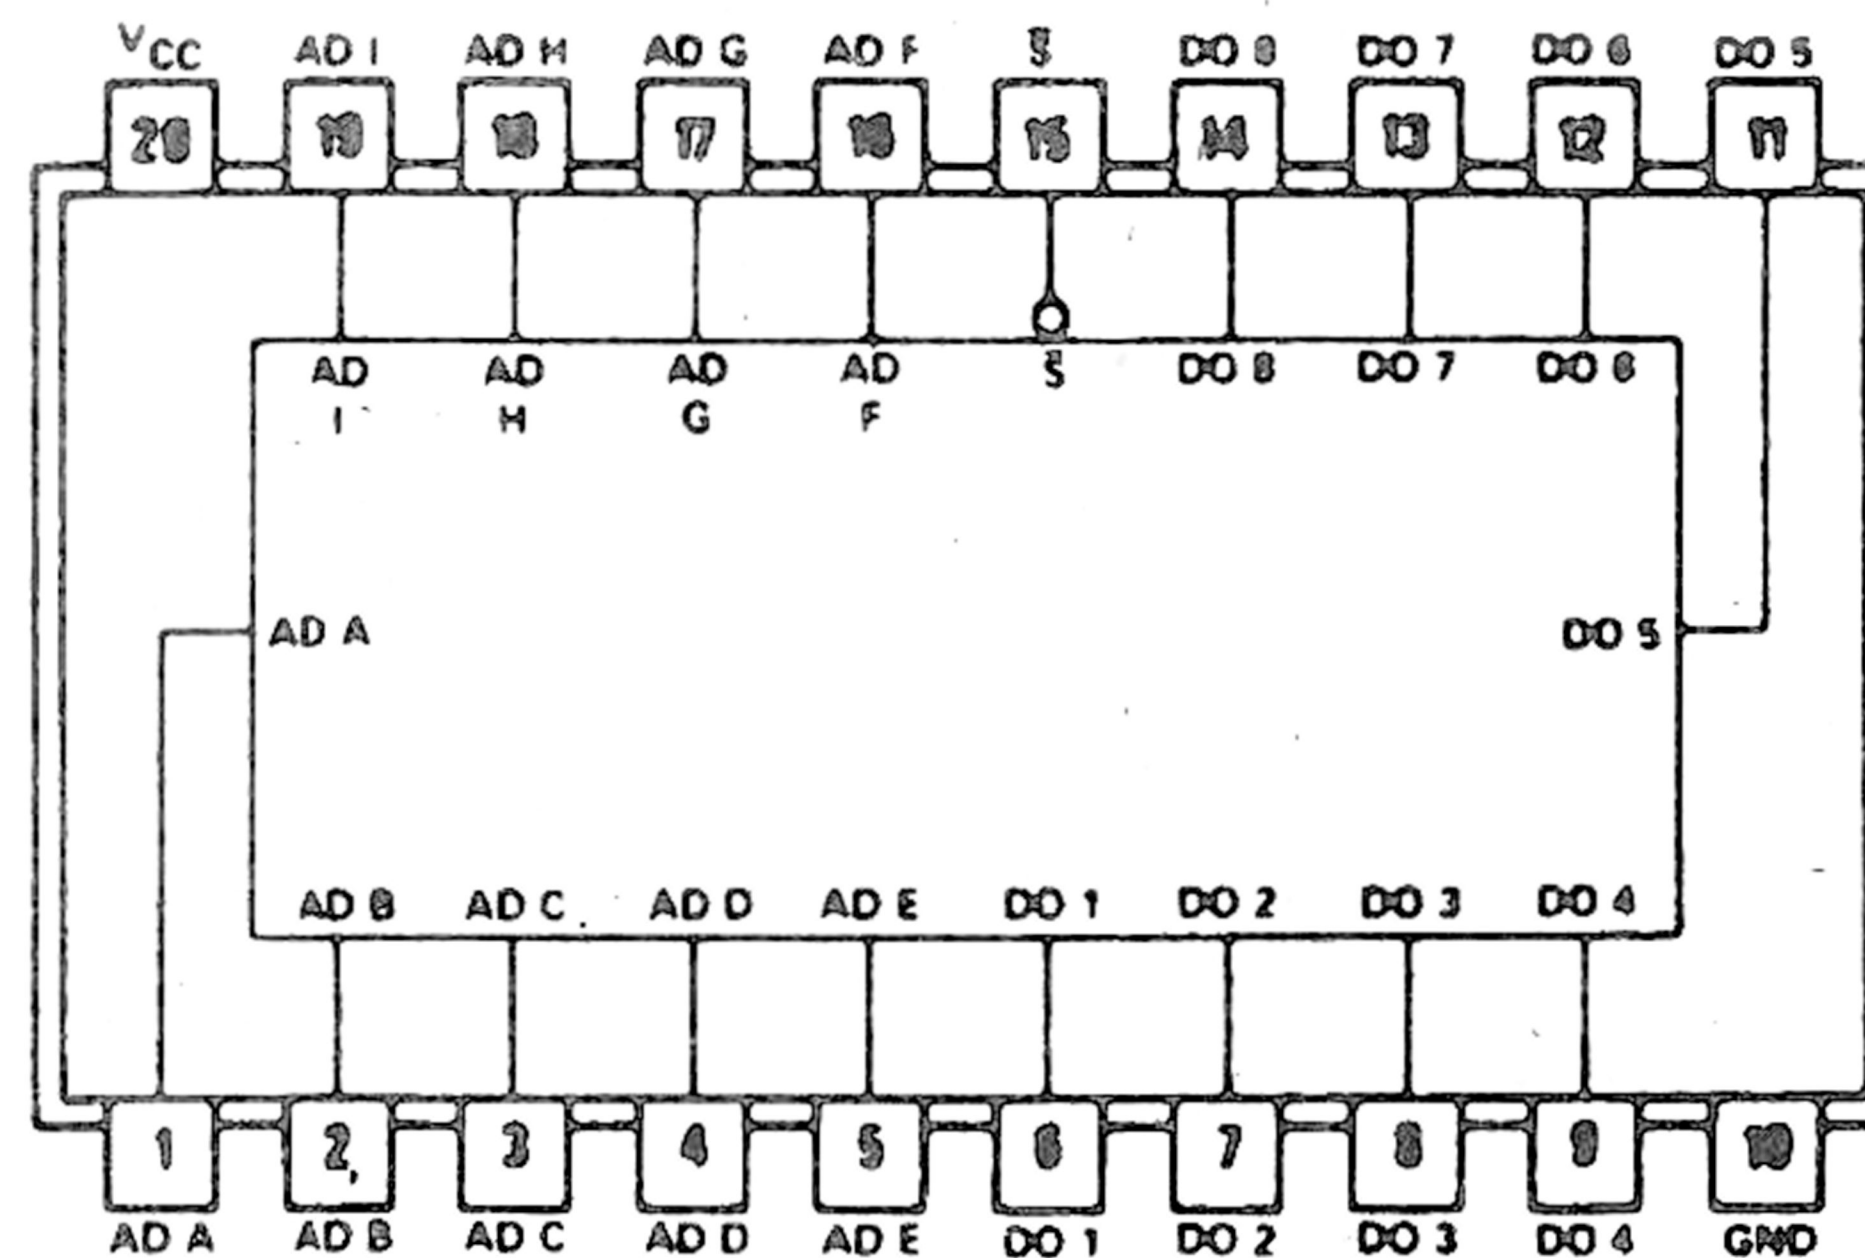 VCC AD I AD H AD G AD F S̅ DO 8 DO 7 DO 6 DO 5
20 19 18 17 16 15 14 13 12 11
AD AD AD AD S̅ DO 8 DO 7 DO 6
I H G F
AD A DO 5
AD B AD C AD D AD E DO 1 DO 2 DO 3 DO 4
1 2 3 4 5 6 7 8 9 10
AD A AD B AD C AD D AD E DO 1 DO 2 DO 3 DO 4 GND